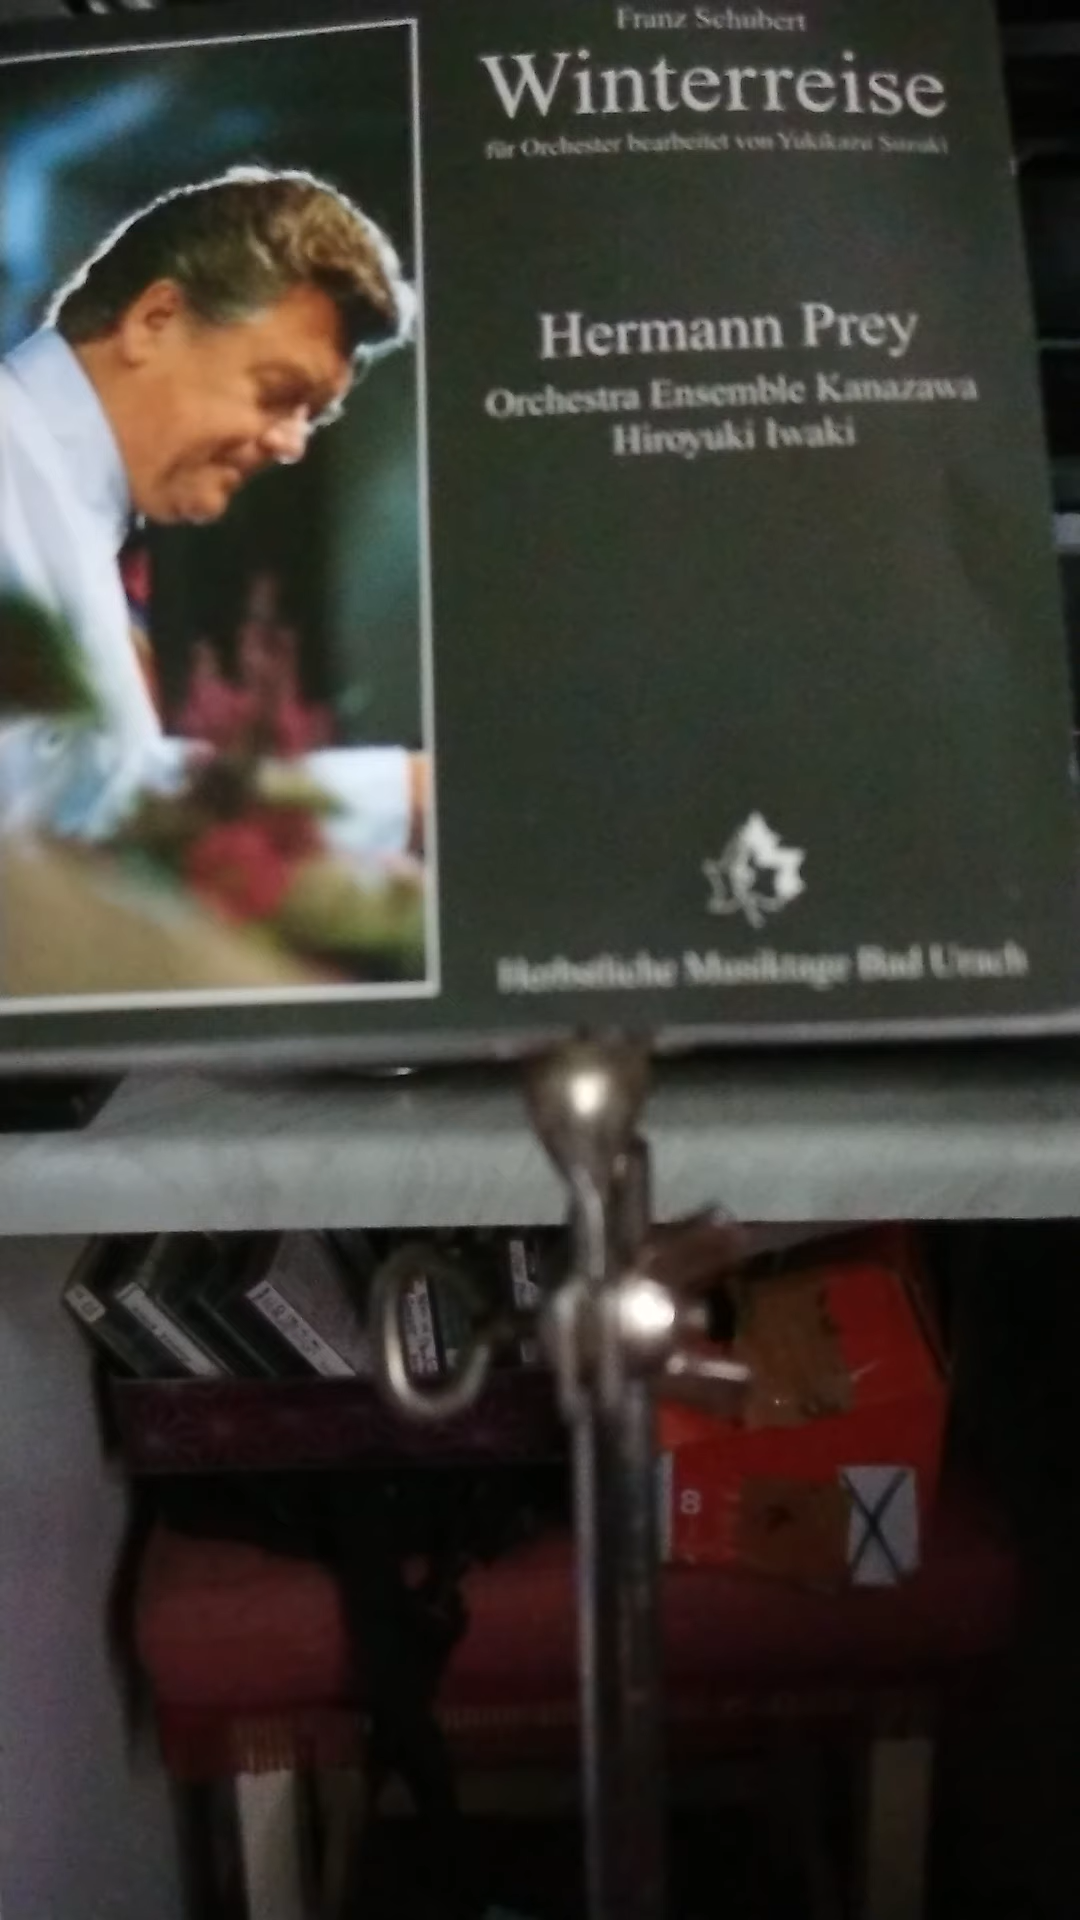 Franz Schubert
Winterreise
für Orchester bearbeitet von Yukikazu Suzuki
Hermann Prey
Orchestra Ensemble Kanazawa
Hiroyuki Iwaki
Herbstliche Musiktage Bad Urach
8